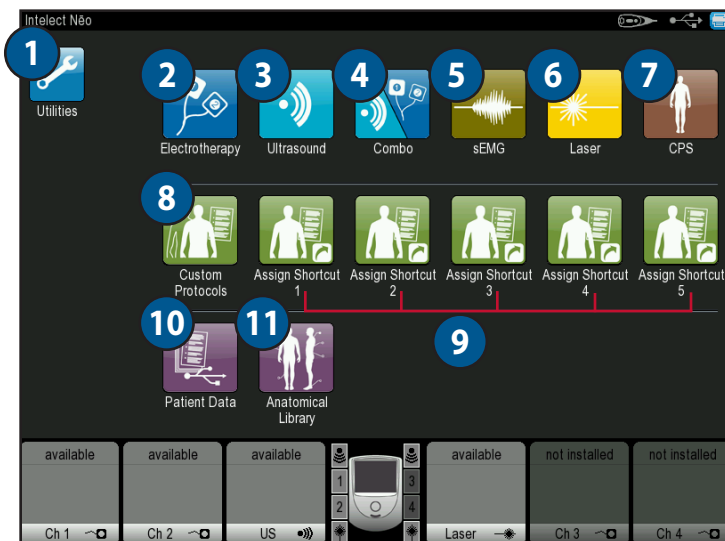 Intelect Nēo
1
Utilities
2
3
4
5
6
7
Electrotherapy
Ultrasound
Combo
sEMG
Laser
CPS
8
Custom
Protocols
Assign Shortcut
1
Assign Shortcut
2
Assign Shortcut
3
Assign Shortcut
4
Assign Shortcut
5
9
10
11
Patient Data
Anatomical
Library
available
available
available
1
2
3
4
available
not installed
not installed
Ch 1
Ch 2
US
Laser
Ch 3
Ch 4